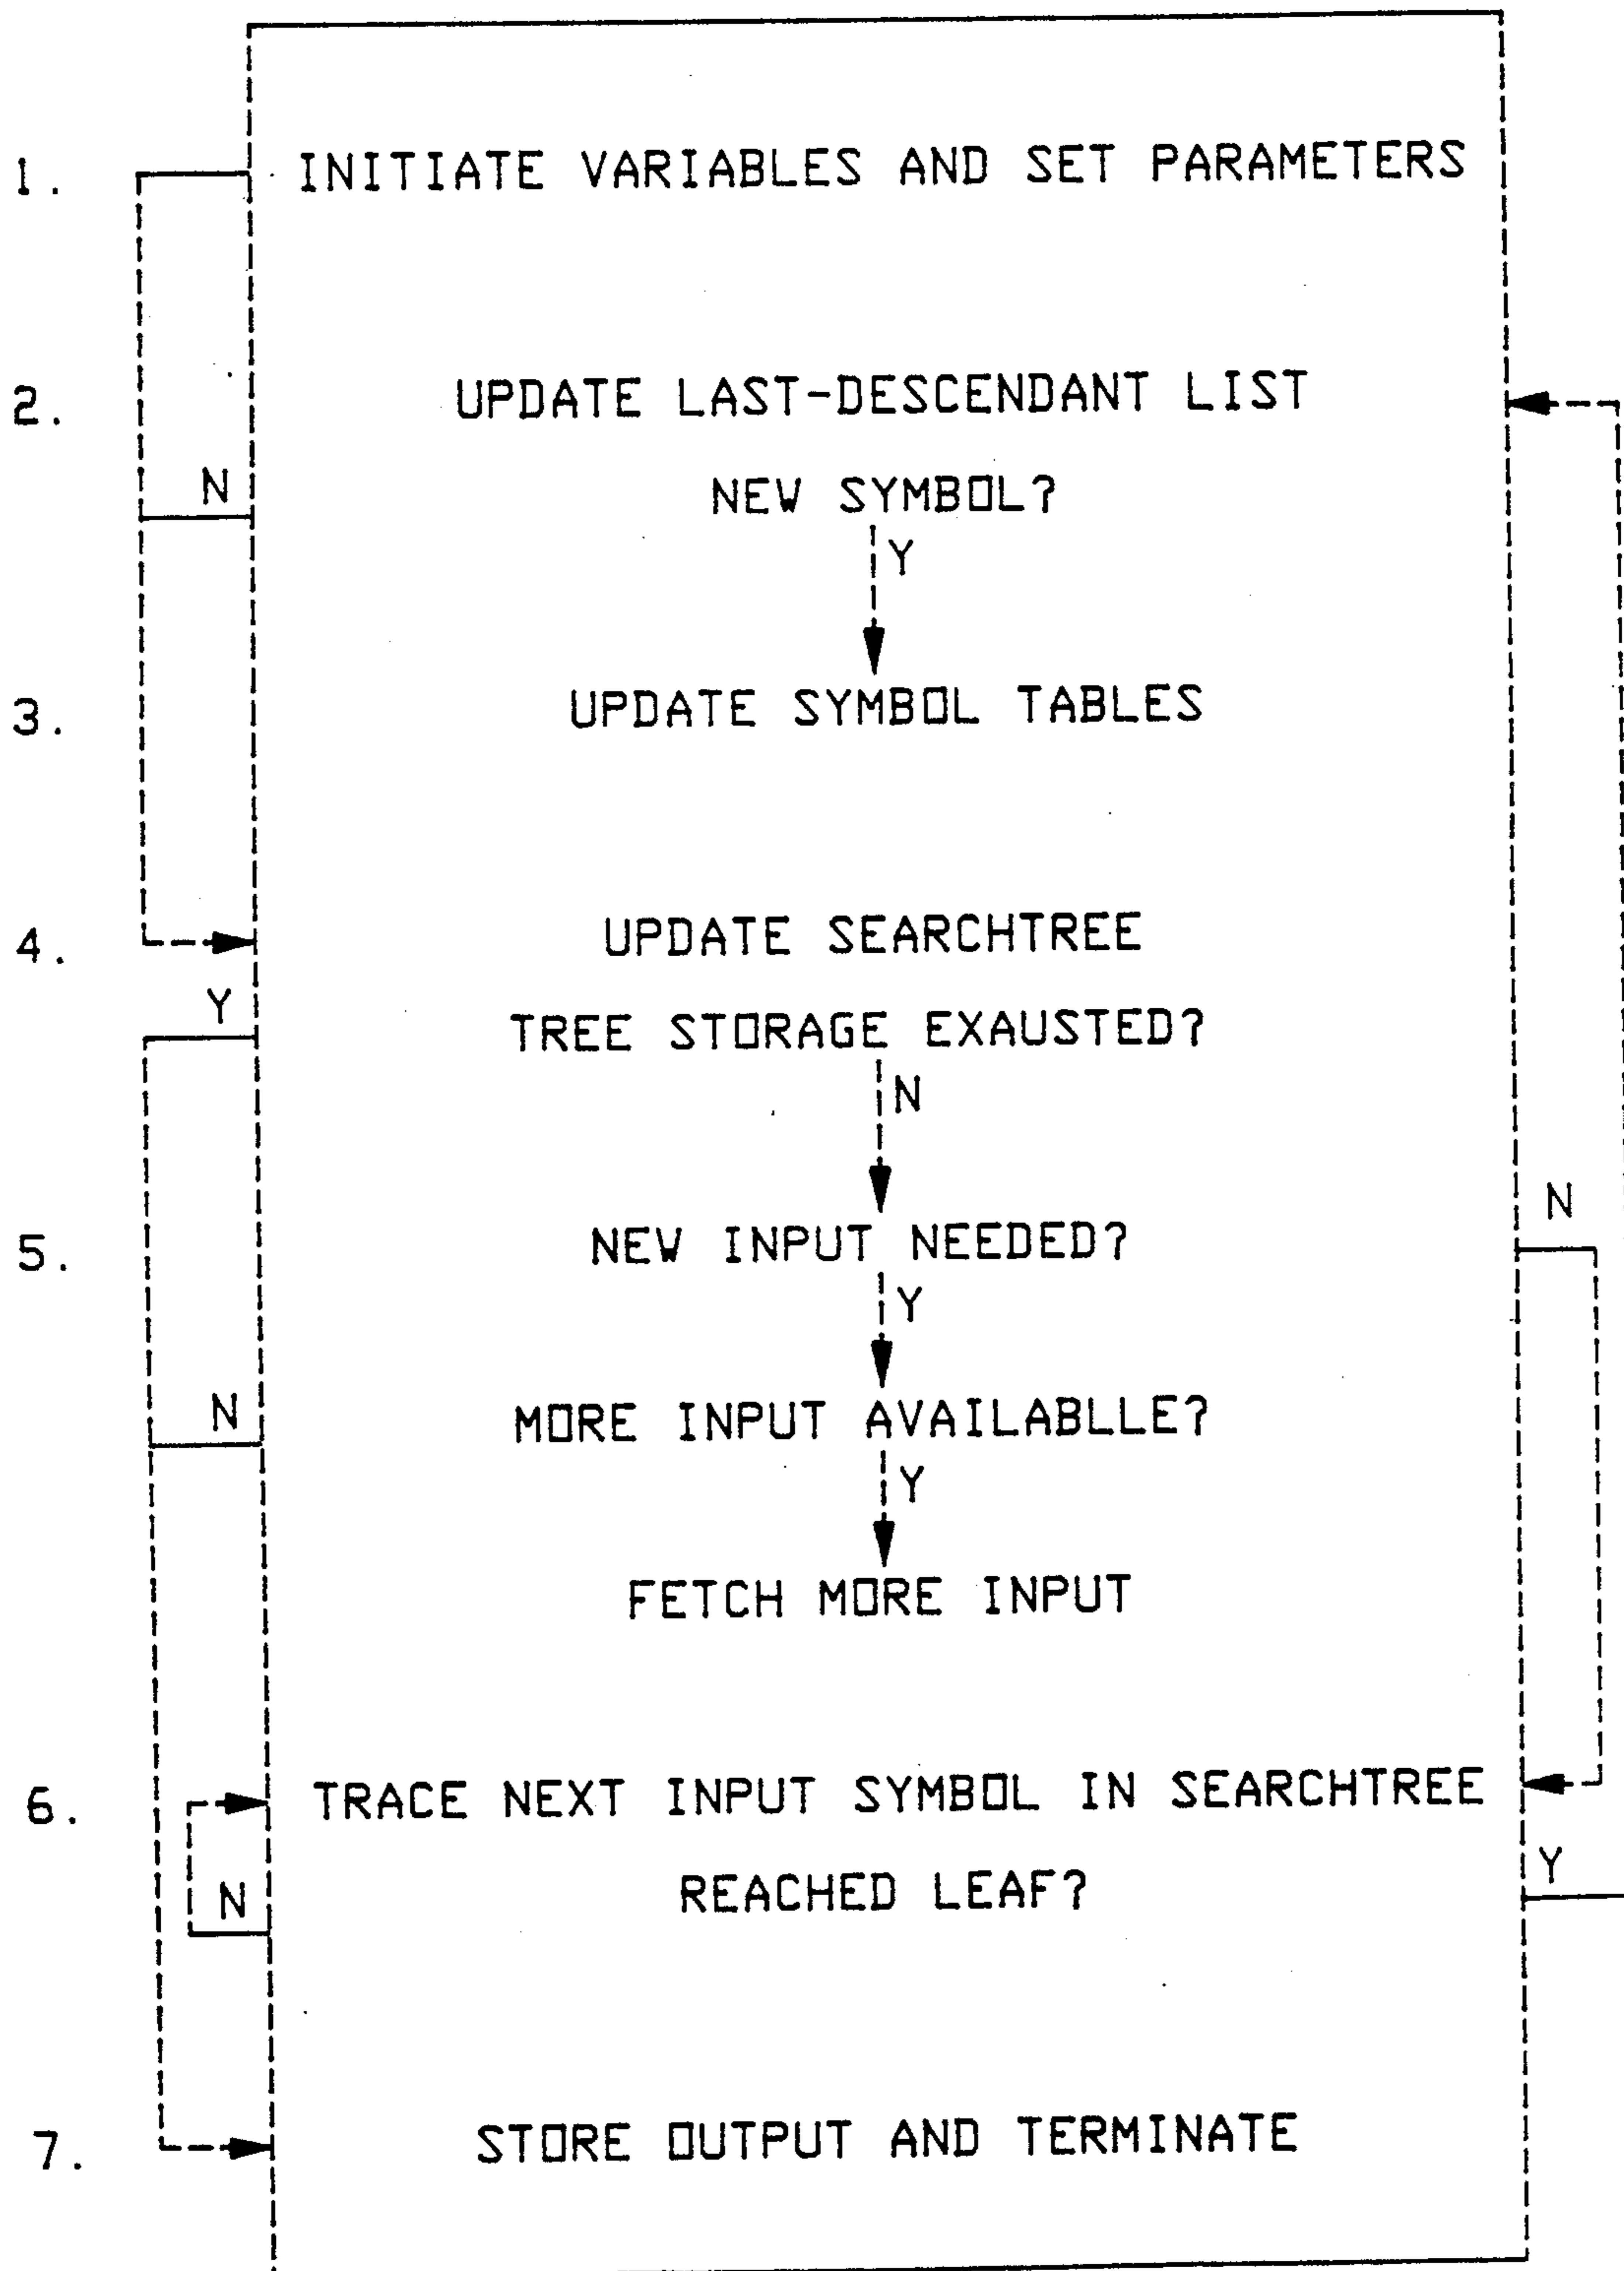 1. INITIATE VARIABLES AND SET PARAMETERS
2. UPDATE LAST-DESCENDANT LIST
N NEW SYMBOL?
Y
3. UPDATE SYMBOL TABLES
4. UPDATE SEARCHTREE
Y TREE STORAGE EXAUSTED?
N
5. NEW INPUT NEEDED? N
Y
N MORE INPUT AVAILABLLE?
Y
FETCH MORE INPUT
6. TRACE NEXT INPUT SYMBOL IN SEARCHTREE
N REACHED LEAF? Y
7. STORE OUTPUT AND TERMINATE